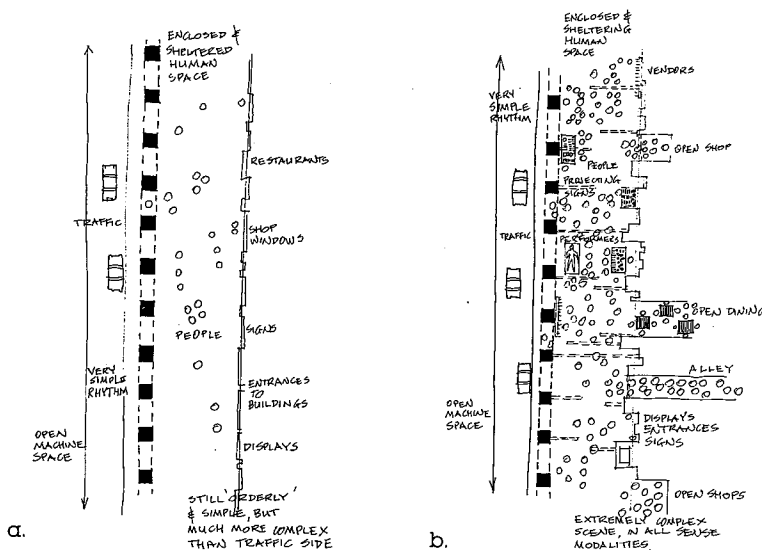 ENCLOSED &
SHELTERED
HUMAN
SPACE
RESTAURANTS
TRAFFIC
SHOP
WINDOWS
PEOPLE
SIGNS
VERY
SIMPLE
RHYTHM
ENTRANCES
TO
BUILDINGS
OPEN
MACHINE
SPACE
DISPLAYS
STILL 'ORDERLY'
& SIMPLE, BUT
MUCH MORE COMPLEX
THAN TRAFFIC SIDE
a.
ENCLOSED &
SHELTERING
HUMAN
SPACE
VENDORS
VERY
SIMPLE
RHYTHM
OPEN SHOP
PEOPLE
PROJECTING
SIGNS
TRAFFIC
PERFORMERS
OPEN DINING
ALLEY
OPEN
MACHINE
SPACE
DISPLAYS
ENTRANCES
SIGNS
OPEN SHOPS
EXTREMELY COMPLEX
SCENE, IN ALL SENSE
MODALITIES
b.